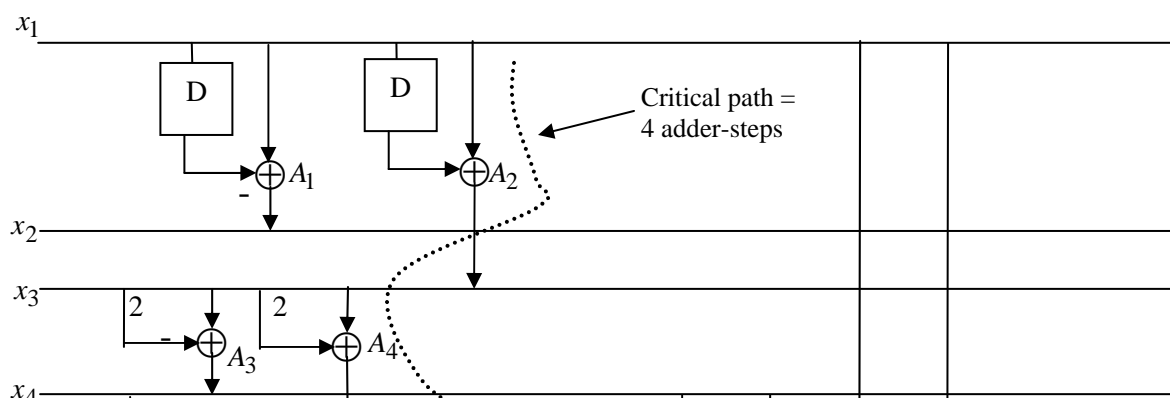 x1
D
D
Critical path =
4 adder-steps
A1
A2
-
x2
x3
2
2
-
A3
A4
x4